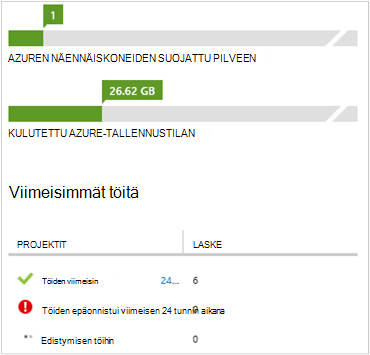 1
AZUREN NÄENNÄISKONEIDEN SUOJATTU PILVEEN
26.62 GB
KULUTETTU AZURE-TALLENNUSTILAN
Viimeisimmät töitä
PROJEKTIT LASKE
Töiden viimeisin 24... 6
Töiden epäonnistui viimeisen 24 tunnin aikana 0
Edistymisen töihin 0